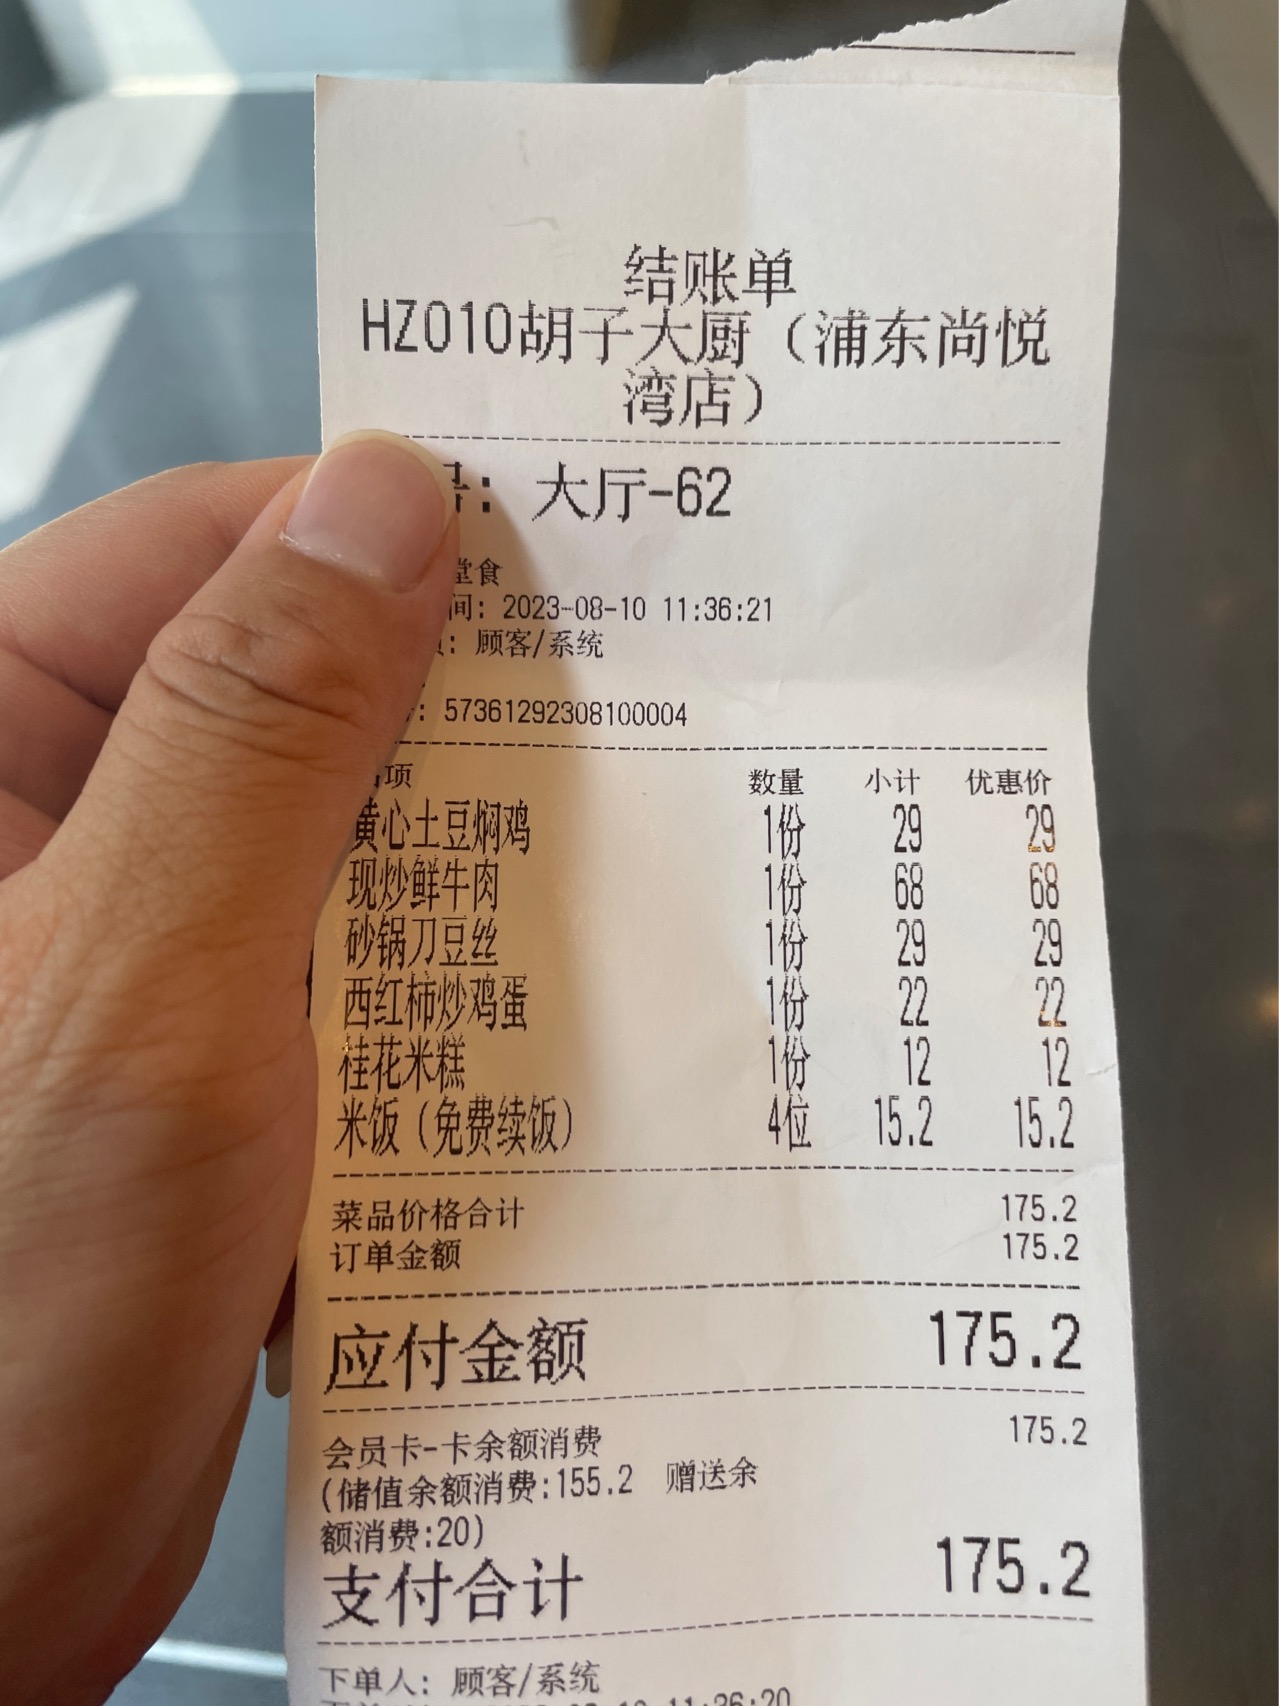 结账单
HZ010胡子大厨（浦东尚悦
湾店）
号：大厅-62
堂食
间：2023-08-10 11:36:21
：顾客/系统
：57361292308100004
项 数量 小计 优惠价
黄心土豆焖鸡 1份 29 29
现炒鲜牛肉 1份 68 68
砂锅刀豆丝 1份 29 29
西红柿炒鸡蛋 1份 22 22
桂花米糕 1份 12 12
米饭（免费续饭） 4位 15.2 15.2
菜品价格合计 175.2
订单金额 175.2
应付金额 175.2
会员卡-卡余额消费 175.2
(储值余额消费:155.2 赠送余
额消费:20)
支付合计 175.2
下单人：顾客/系统
11:36:20